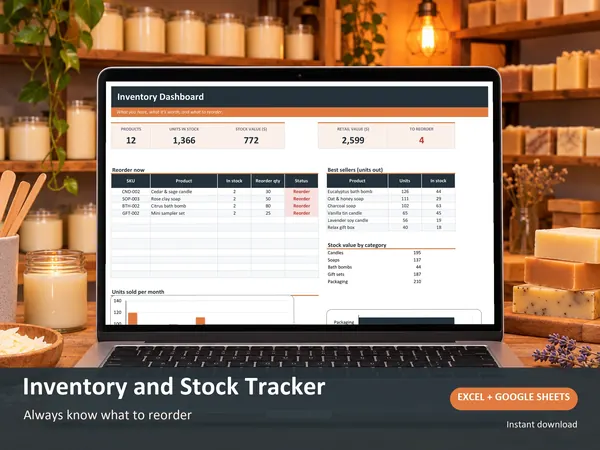 Inventory Dashboard
What you have, what it's worth and what to reorder.
PRODUCTS UNITS IN STOCK STOCK VALUE ($) RETAIL VALUE ($) TO REORDER
12 1,366 772 2,599 4
Reorder now
SKU Product In stock Reorder qty Status
CND-002 Cedar & sage candle 2 30 Reorder
SOP-003 Rose clay soap 2 50 Reorder
BTH-002 Citrus bath bomb 2 80 Reorder
GFT-002 Mini sampler set 2 25 Reorder
Best sellers (units out)
Product Units In stock
Eucalyptus bath bomb 126 44
Oat & honey soap 111 29
Charcoal soap 102 63
Vanilla tin candle 65 45
Lavender soy candle 56 19
Relax gift box 40 18
Stock value by category
Candles 195
Soaps 137
Bath bombs 44
Gift sets 187
Packaging 210
Units sold per month
140
120
100
Packaging
Inventory and Stock Tracker
Always know what to reorder
EXCEL + GOOGLE SHEETS
Instant download